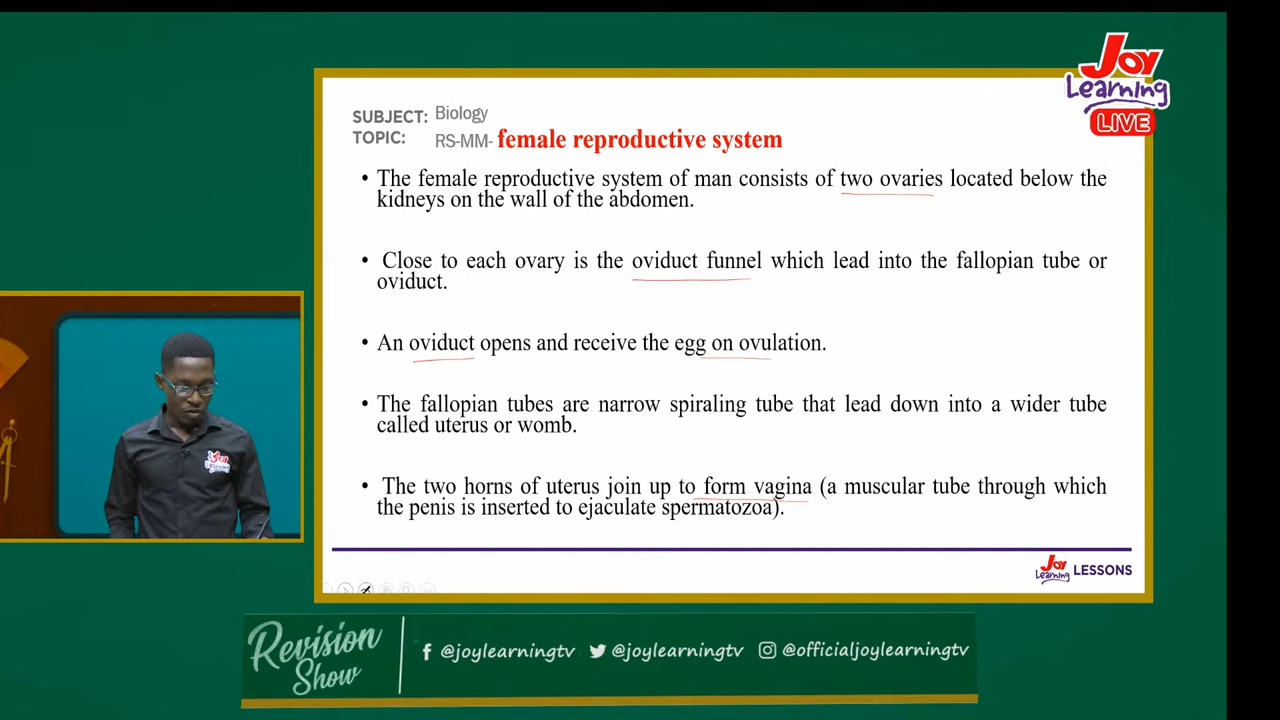 Joy
Learning
LIVE
SUBJECT: Biology
TOPIC: RS-MM- female reproductive system
• The female reproductive system of man consists of two ovaries located below the
kidneys on the wall of the abdomen.
• Close to each ovary is the oviduct funnel which lead into the fallopian tube or
oviduct.
• An oviduct opens and receive the egg on ovulation.
• The fallopian tubes are narrow spiraling tube that lead down into a wider tube
called uterus or womb.
• The two horns of uterus join up to form vagina (a muscular tube through which
the penis is inserted to ejaculate spermatozoa).
Joy Learning LESSONS
Revision
Show
@joylearningtv @joylearningtv @officialjoylearningtv